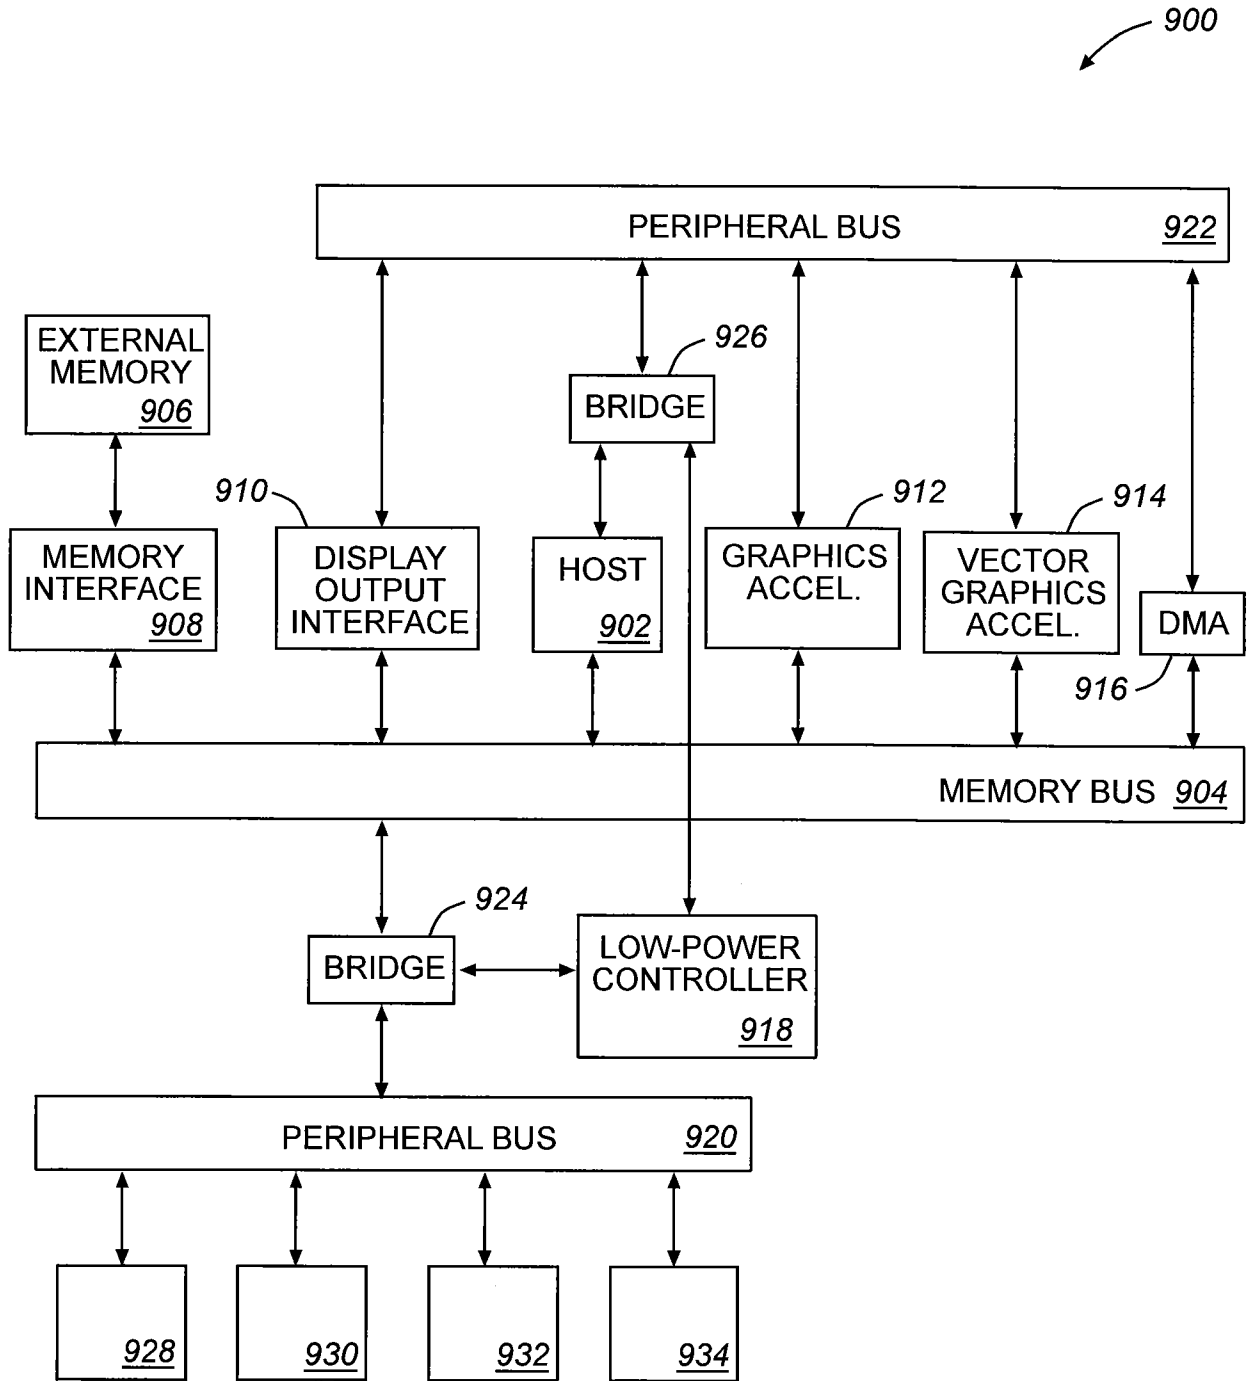 900
PERIPHERAL BUS 922
EXTERNAL
MEMORY
906
926
BRIDGE
910
912
914
MEMORY
INTERFACE
908
DISPLAY
OUTPUT
INTERFACE
HOST
902
GRAPHICS
ACCEL.
VECTOR
GRAPHICS
ACCEL.
DMA
916
MEMORY BUS 904
924
BRIDGE
LOW-POWER
CONTROLLER
918
PERIPHERAL BUS 920
928
930
932
934